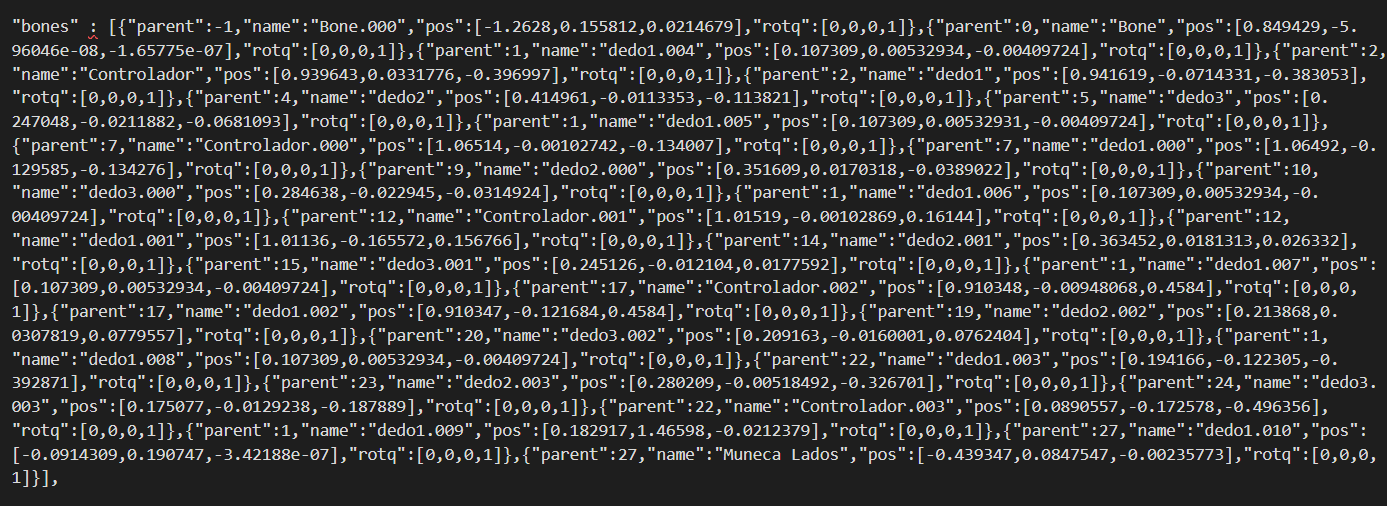 "bones" : [{"parent":-1,"name":"Bone.000","pos":[-1.2628,0.155812,0.0214679],"rotq":[0,0,0,1]},{"parent":0,"name":"Bone","pos":[0.849429,-5.
96046e-08,-1.65775e-07],"rotq":[0,0,0,1]},{"parent":1,"name":"dedo1.004","pos":[0.107309,0.00532934,-0.00409724],"rotq":[0,0,0,1]},{"parent":2,
"name":"Controlador","pos":[0.939643,0.0331776,-0.396997],"rotq":[0,0,0,1]},{"parent":2,"name":"dedo1","pos":[0.941619,-0.0714331,-0.383053],
"rotq":[0,0,0,1]},{"parent":4,"name":"dedo2","pos":[0.414961,-0.0113353,-0.113821],"rotq":[0,0,0,1]},{"parent":5,"name":"dedo3","pos":[0.
247048,-0.0211882,-0.0681093],"rotq":[0,0,0,1]},{"parent":1,"name":"dedo1.005","pos":[0.107309,0.00532931,-0.00409724],"rotq":[0,0,0,1]},
{"parent":7,"name":"Controlador.000","pos":[1.06514,-0.00102742,-0.134007],"rotq":[0,0,0,1]},{"parent":7,"name":"dedo1.000","pos":[1.06492,-0.
129585,-0.134276],"rotq":[0,0,0,1]},{"parent":9,"name":"dedo2.000","pos":[0.351609,0.0170318,-0.0389022],"rotq":[0,0,0,1]},{"parent":10,
"name":"dedo3.000","pos":[0.284638,-0.022945,-0.0314924],"rotq":[0,0,0,1]},{"parent":1,"name":"dedo1.006","pos":[0.107309,0.00532934,-0.
00409724],"rotq":[0,0,0,1]},{"parent":12,"name":"Controlador.001","pos":[1.01519,-0.00102869,0.16144],"rotq":[0,0,0,1]},{"parent":12,
"name":"dedo1.001","pos":[1.01136,-0.165572,0.156766],"rotq":[0,0,0,1]},{"parent":14,"name":"dedo2.001","pos":[0.363452,0.0181313,0.026332],
"rotq":[0,0,0,1]},{"parent":15,"name":"dedo3.001","pos":[0.245126,-0.012104,0.0177592],"rotq":[0,0,0,1]},{"parent":1,"name":"dedo1.007","pos":
[0.107309,0.00532934,-0.00409724],"rotq":[0,0,0,1]},{"parent":17,"name":"Controlador.002","pos":[0.910348,-0.00948068,0.4584],"rotq":[0,0,0,
1]},{"parent":17,"name":"dedo1.002","pos":[0.910347,-0.121684,0.4584],"rotq":[0,0,0,1]},{"parent":19,"name":"dedo2.002","pos":[0.213868,0.
0307819,0.0779557],"rotq":[0,0,0,1]},{"parent":20,"name":"dedo3.002","pos":[0.209163,-0.0160001,0.0762404],"rotq":[0,0,0,1]},{"parent":1,
"name":"dedo1.008","pos":[0.107309,0.00532934,-0.00409724],"rotq":[0,0,0,1]},{"parent":22,"name":"dedo1.003","pos":[0.194166,-0.122305,-0.
392871],"rotq":[0,0,0,1]},{"parent":23,"name":"dedo2.003","pos":[0.280209,-0.00518492,-0.326701],"rotq":[0,0,0,1]},{"parent":24,"name":"dedo3.
003","pos":[0.175077,-0.0129238,-0.187889],"rotq":[0,0,0,1]},{"parent":22,"name":"Controlador.003","pos":[0.0890557,-0.172578,-0.496356],
"rotq":[0,0,0,1]},{"parent":1,"name":"dedo1.009","pos":[0.182917,1.46598,-0.0212379],"rotq":[0,0,0,1]},{"parent":27,"name":"dedo1.010","pos":
[-0.0914309,0.190747,-3.42188e-07],"rotq":[0,0,0,1]},{"parent":27,"name":"Muneca Lados","pos":[-0.439347,0.0847547,-0.00235773],"rotq":[0,0,0,
1]}],